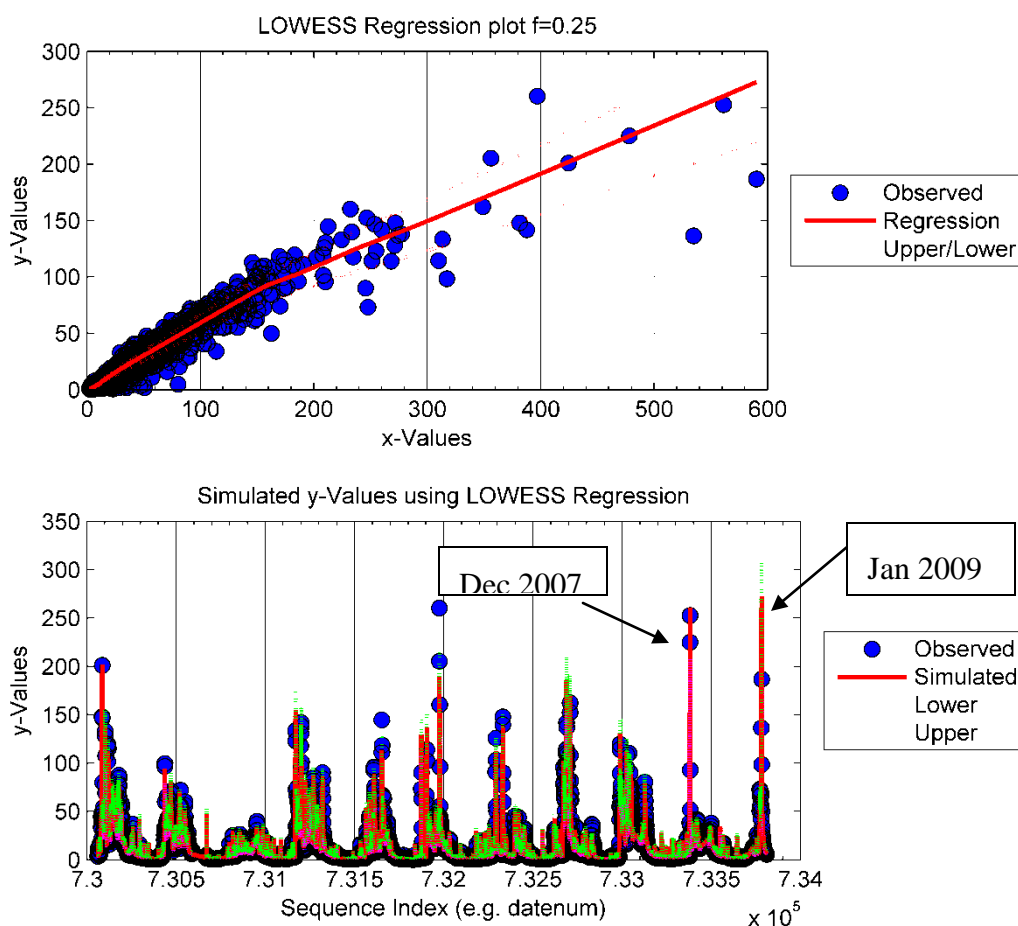 LOWESS Regression plot f=0.25
300
250
200
150
100
50
0
y-Values
0 100 200 300 400 500 600
x-Values
Observed
Regression
Upper/Lower
Simulated y-Values using LOWESS Regression
350
300
250
200
150
100
50
0
y-Values
Dec 2007
Jan 2009
Observed
Simulated
Lower
Upper
7.3 7.305 7.31 7.315 7.32 7.325 7.33 7.335 7.34
Sequence Index (e.g. datenum)
x 10⁵